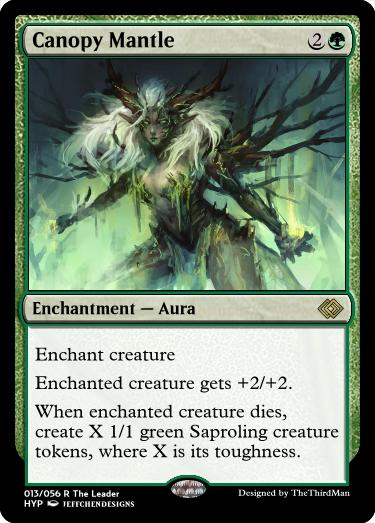 Canopy Mantle 2
Enchantment — Aura
Enchant creature
Enchanted creature gets +2/+2.
When enchanted creature dies,
create X 1/1 green Saproling creature
tokens, where X is its toughness.
013/056 R The Leader
Designed by TheThirdMan
HYP JEFFCHENDESIGNS